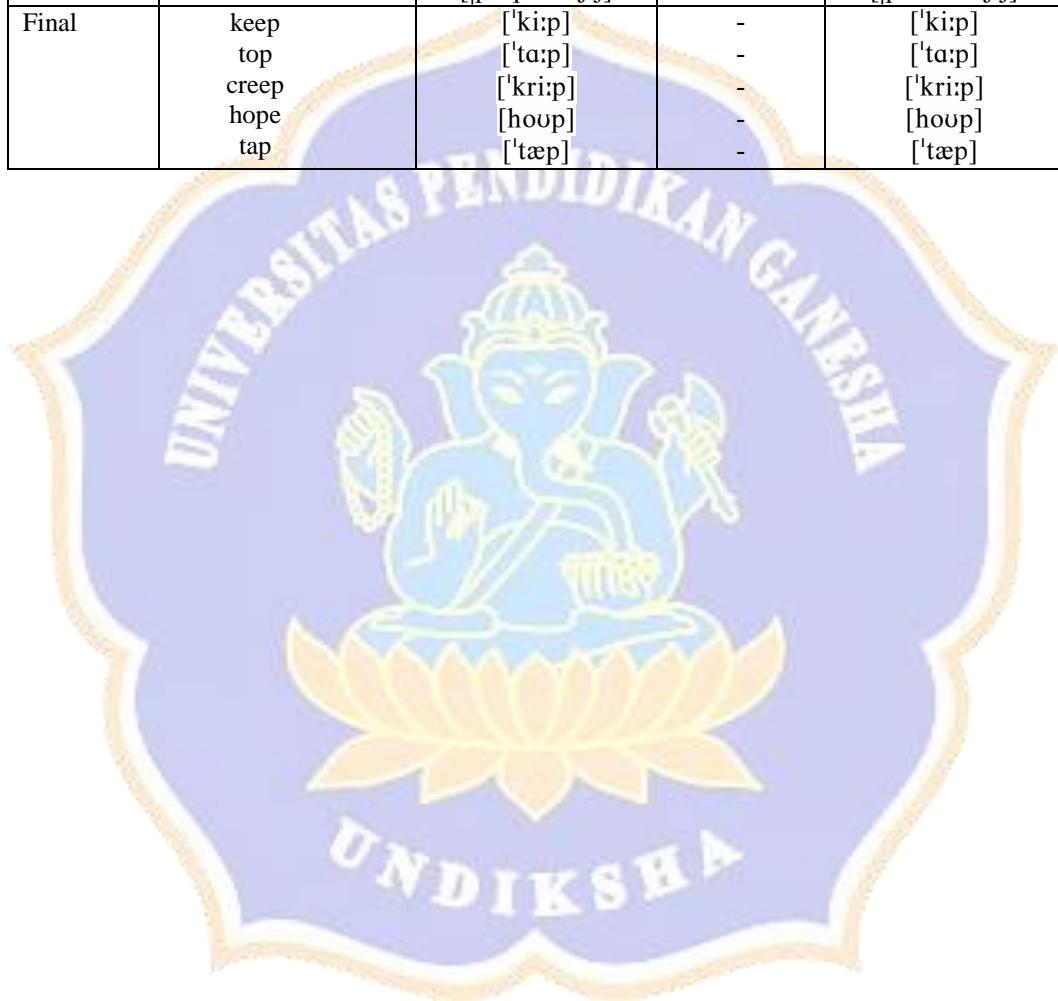 Final keep [ˈkiːp] - [ˈkiːp]
top [ˈtɑːp] - [ˈtɑːp]
creep [ˈkriːp] - [ˈkriːp]
hope [hoʊp] - [hoʊp]
tap [ˈtæp] - [ˈtæp]
UNIVERSITAS PENDIDIKAN GANESHA
UNDIKSHA